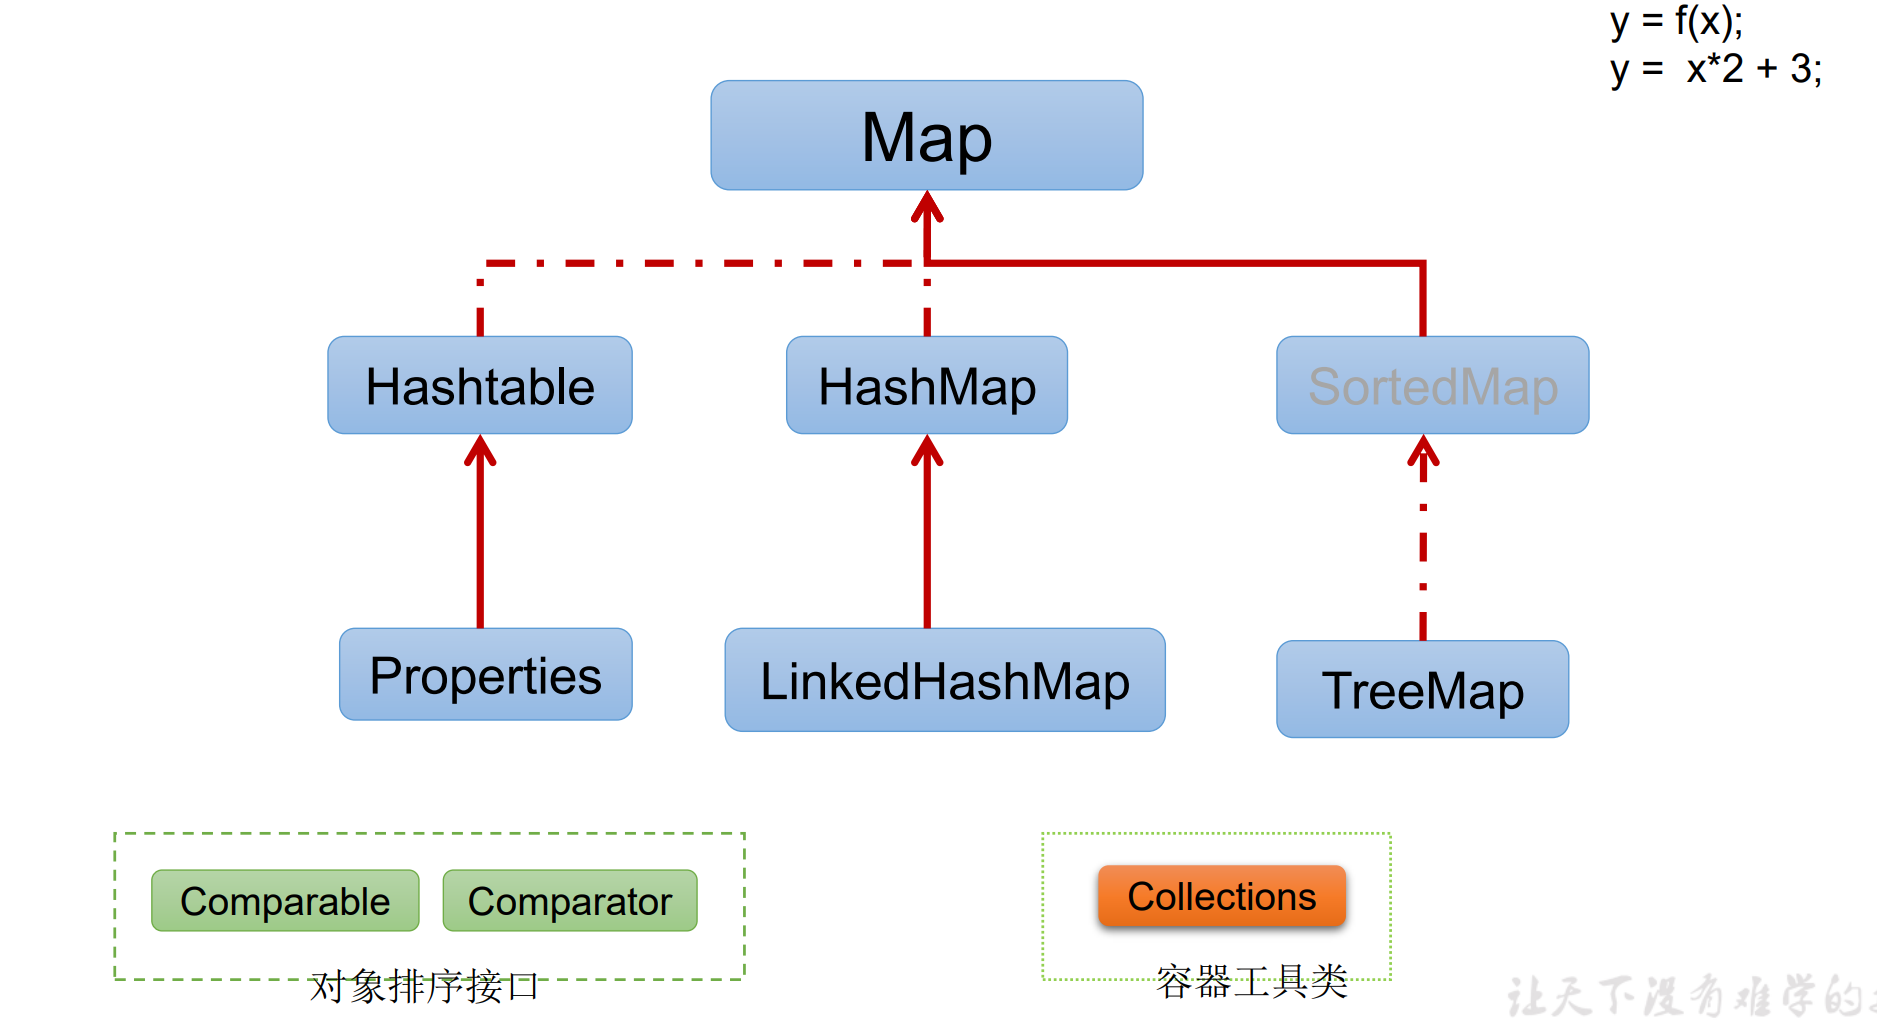 y = f(x);
y = x*2 + 3;
Map
Hashtable
HashMap
SortedMap
Properties
LinkedHashMap
TreeMap
Comparable
Comparator
对象排序接口
Collections
容器工具类
让天下没有难学的